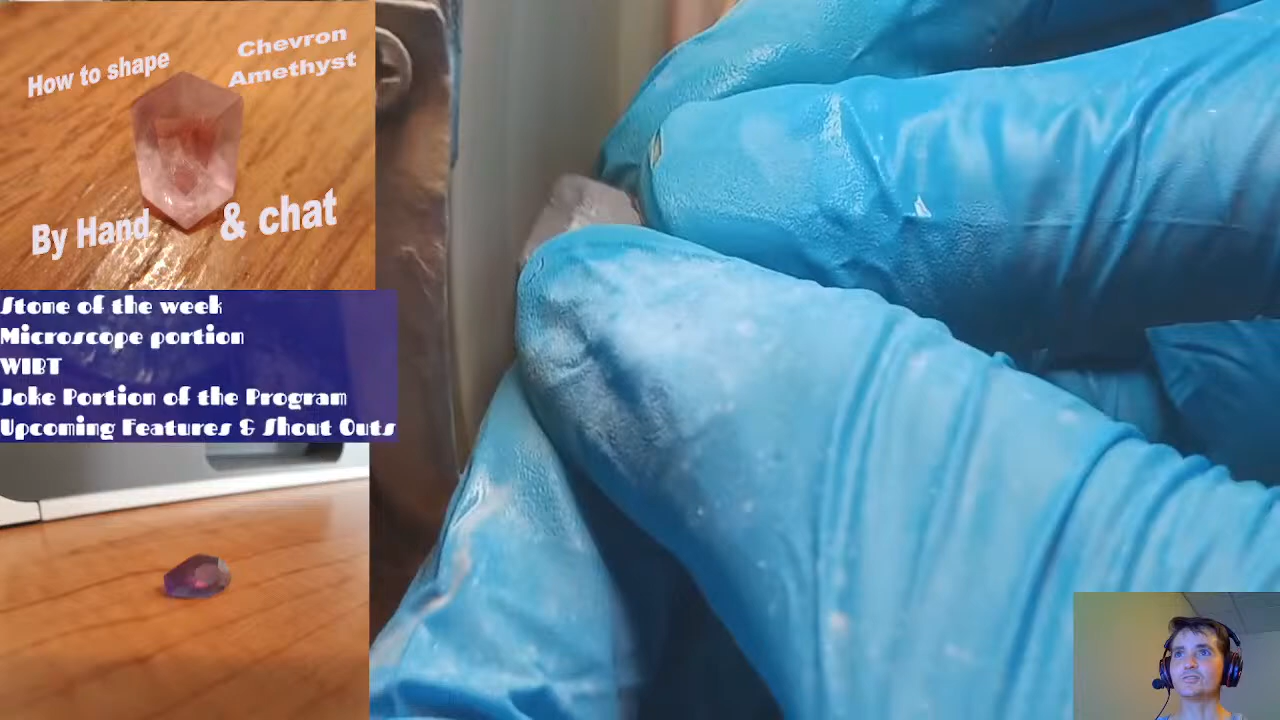 How to shape
Chevron
Amethyst
By Hand
& chat
Stone of the week
Microscope portion
WIBT
Joke Portion of the Program
Upcoming Features & Shout Outs